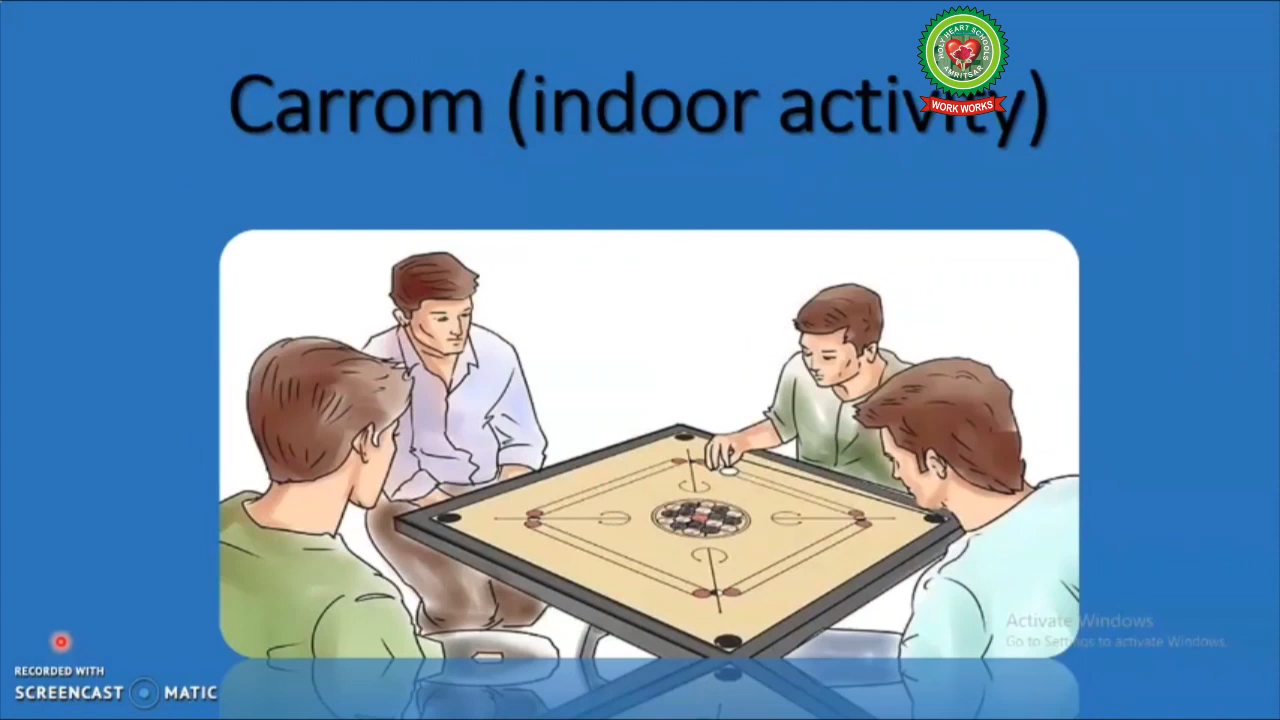 Carrom (indoor activity)
HOLY HEART SCHOOLS
AMRITSAR
WORK WORKS
Activate Windows
Go to Settings to activate Windows.
RECORDED WITH
SCREENCAST MATIC